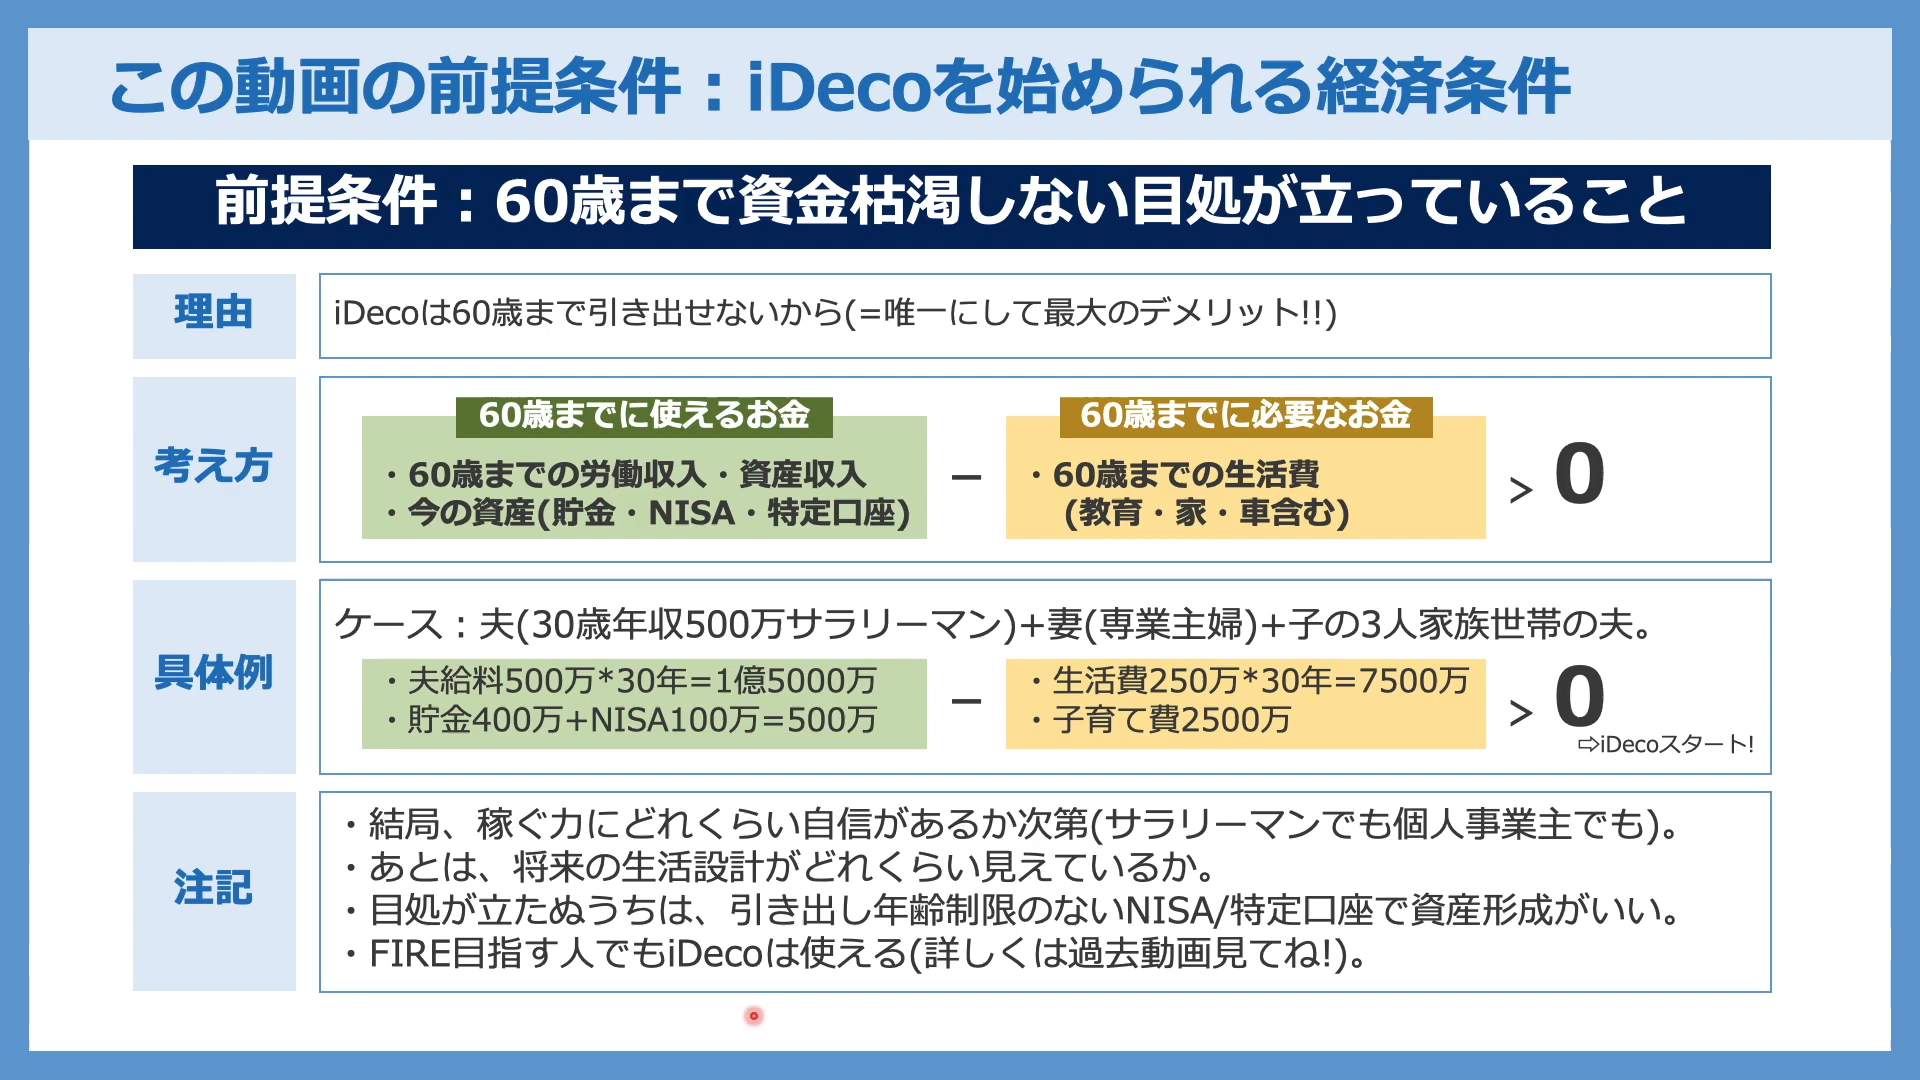 この動画の前提条件：iDecoを始められる経済条件
前提条件：60歳まで資金枯渇しない目処が立っていること
理由
iDecoは60歳まで引き出せないから(=唯一にして最大のデメリット!!)
考え方
60歳までに使えるお金
・60歳までの労働収入・資産収入
・今の資産(貯金・NISA・特定口座)
－
60歳までに必要なお金
・60歳までの生活費
(教育・家・車含む)
＞ 0
具体例
ケース：夫(30歳年収500万サラリーマン)+妻(専業主婦)+子の3人家族世帯の夫。
・夫給料500万*30年=1億5000万
・貯金400万+NISA100万=500万
－
・生活費250万*30年=7500万
・子育て費2500万
＞ 0
⇨iDecoスタート!
注記
・結局、稼ぐ力にどれくらい自信があるか次第(サラリーマンでも個人事業主でも)。
・あとは、将来の生活設計がどれくらい見えているか。
・目処が立たぬうちは、引き出し年齢制限のないNISA/特定口座で資産形成がいい。
・FIRE目指す人でもiDecoは使える(詳しくは過去動画見てね!)。